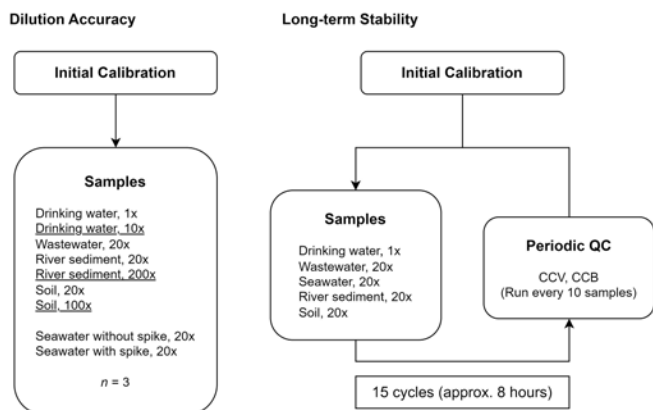 Dilution Accuracy
Initial Calibration
Samples
Drinking water, 1x
Drinking water, 10x
Wastewater, 20x
River sediment, 20x
River sediment, 200x
Soil, 20x
Soil, 100x
Seawater without spike, 20x
Seawater with spike, 20x
n = 3
Long-term Stability
Initial Calibration
Samples
Drinking water, 1x
Wastewater, 20x
Seawater, 20x
River sediment, 20x
Soil, 20x
Periodic QC
CCV, CCB
(Run every 10 samples)
15 cycles (approx. 8 hours)